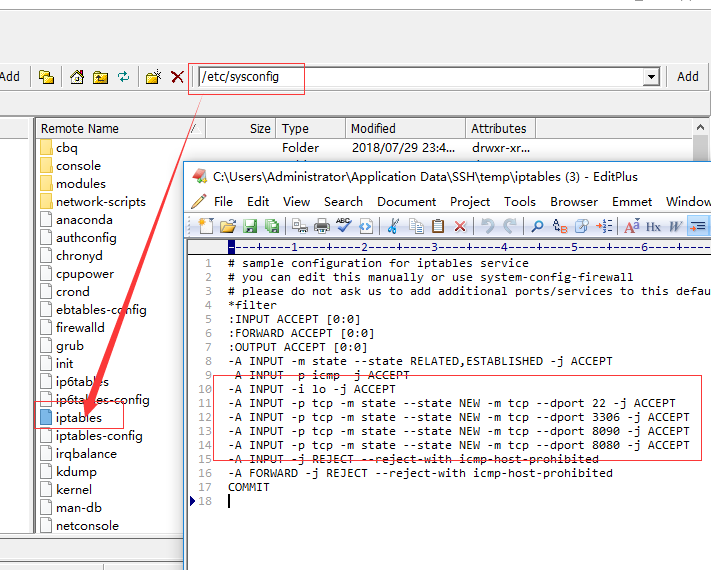 Add
/etc/sysconfig
Add
Remote Name Size Type Modified Attributes
cbq Folder 2018/07/29 23:4... drwxr-xr...
console
modules
network-scripts
anaconda
authconfig
chronyd
cpupower
crond
ebtables-config
firewalld
grub
init
ip6tables
ip6tables-config
iptables
iptables-config
irqbalance
kdump
kernel
man-db
netconsole
C:\Users\Administrator\Application Data\SSH\temp\iptables (3) - EditPlus
File Edit View Search Document Project Tools Browser Emmet Window
----+----1----+----2----+----3----+----4----+----5----+----6----+----
1 # sample configuration for iptables service
2 # you can edit this manually or use system-config-firewall
3 # please do not ask us to add additional ports/services to this defau
4 *filter
5 :INPUT ACCEPT [0:0]
6 :FORWARD ACCEPT [0:0]
7 :OUTPUT ACCEPT [0:0]
8 -A INPUT -m state --state RELATED,ESTABLISHED -j ACCEPT
9 -A INPUT -p icmp -j ACCEPT
10 -A INPUT -i lo -j ACCEPT
11 -A INPUT -p tcp -m state --state NEW -m tcp --dport 22 -j ACCEPT
12 -A INPUT -p tcp -m state --state NEW -m tcp --dport 3306 -j ACCEPT
13 -A INPUT -p tcp -m state --state NEW -m tcp --dport 8090 -j ACCEPT
14 -A INPUT -p tcp -m state --state NEW -m tcp --dport 8080 -j ACCEPT
15 -A INPUT -j REJECT --reject-with icmp-host-prohibited
16 -A FORWARD -j REJECT --reject-with icmp-host-prohibited
17 COMMIT
18